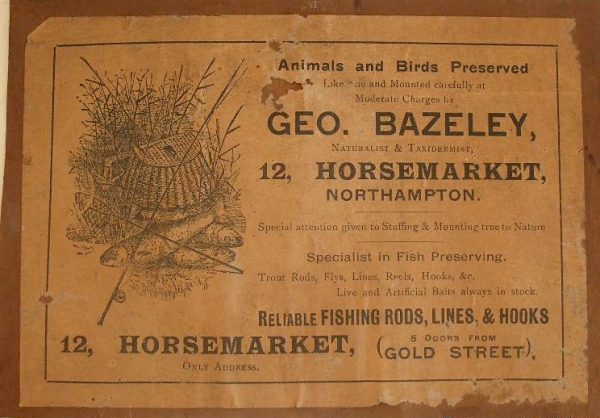 Animals and Birds Preserved
Like and Mounted carefully at
Moderate Charges by
GEO. BAZELEY,
NATURALIST & TAXIDERMIST,
12, HORSEMARKET,
NORTHAMPTON.
Special attention given to Stuffing & Mounting true to Nature
Specialist in Fish Preserving.
Trout Rods, Flys, Lines, Reels, Hooks, &c.
Live and Artificial Baits always in stock.
RELIABLE FISHING RODS, LINES, & HOOKS
12, HORSEMARKET, (5 DOORS FROM GOLD STREET).
ONLY ADDRESS.